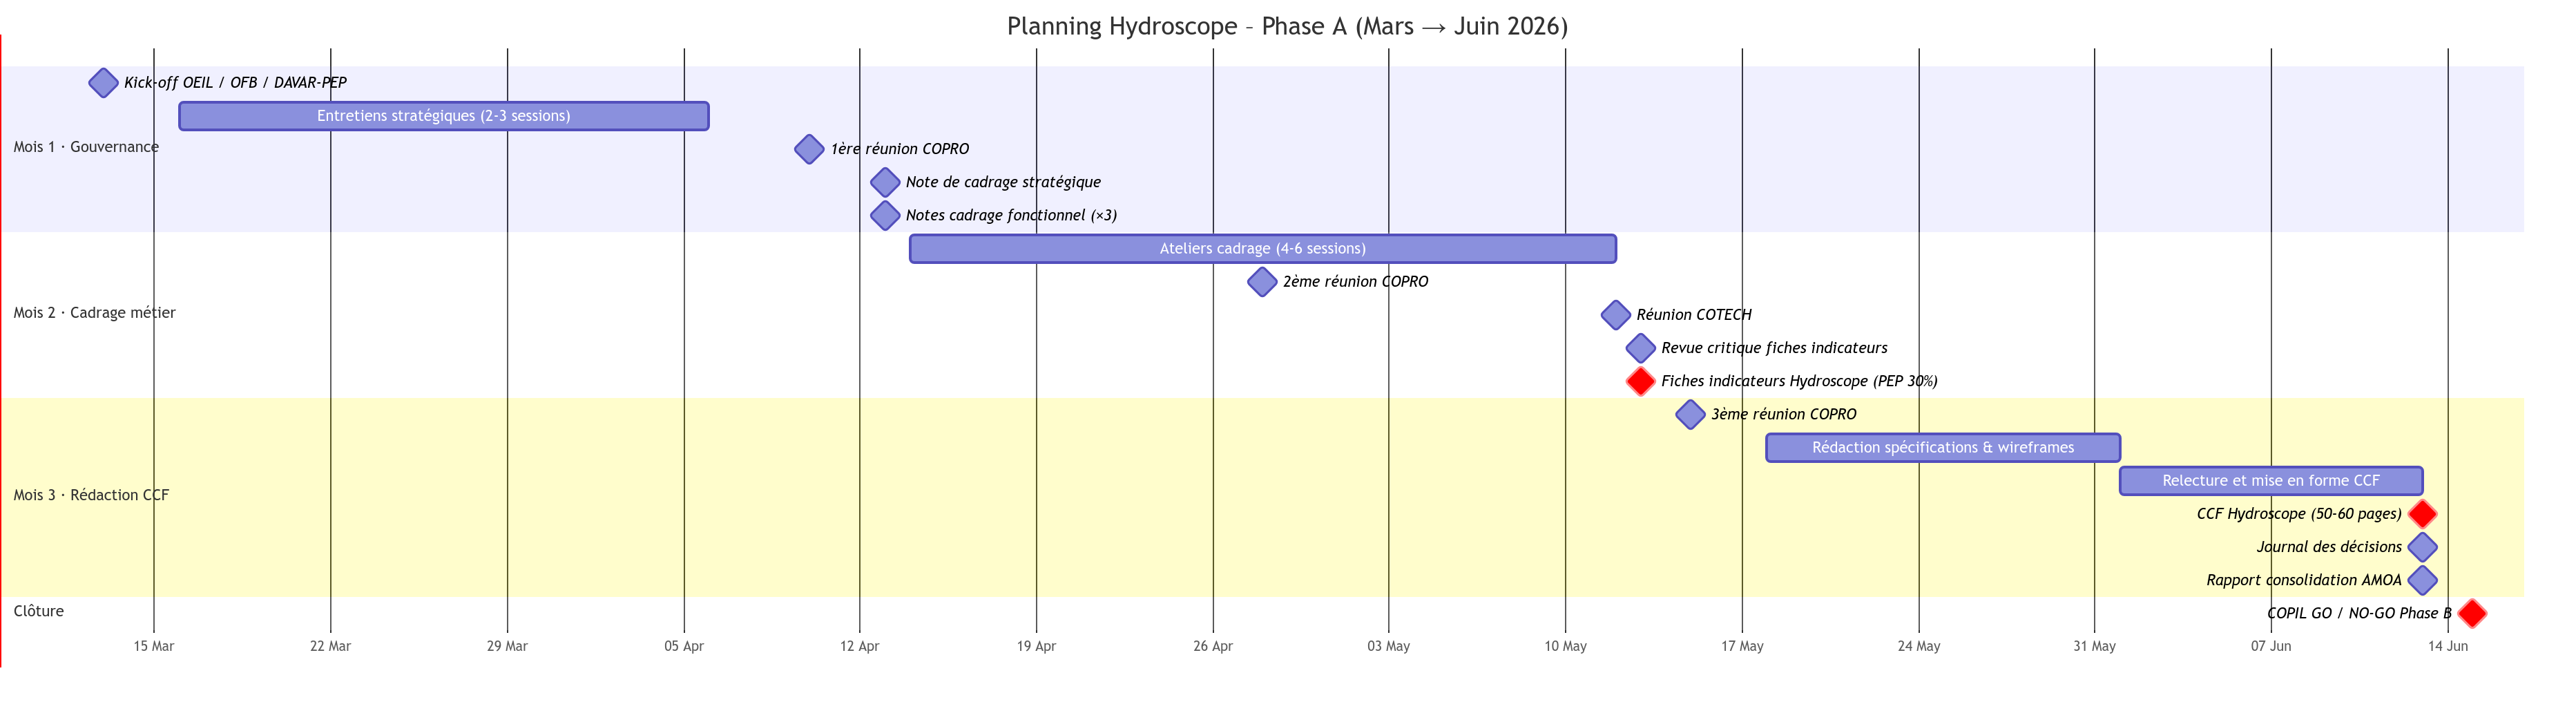 Planning Hydroscope - Phase A (Mars → Juin 2026)
Kick-off OEIL / OFB / DAVAR-PEP
Entretiens stratégiques (2-3 sessions)
Mois 1 · Gouvernance
1ère réunion COPRO
Note de cadrage stratégique
Notes cadrage fonctionnel (×3)
Ateliers cadrage (4-6 sessions)
2ème réunion COPRO
Mois 2 · Cadrage métier
Réunion COTECH
Revue critique fiches indicateurs
Fiches indicateurs Hydroscope (PEP 30%)
3ème réunion COPRO
Rédaction spécifications & wireframes
Relecture et mise en forme CCF
Mois 3 · Rédaction CCF
CCF Hydroscope (50-60 pages)
Journal des décisions
Rapport consolidation AMOA
Clôture
COPIL GO / NO-GO Phase B
15 Mar 22 Mar 29 Mar 05 Apr 12 Apr 19 Apr 26 Apr 03 May 10 May 17 May 24 May 31 May 07 Jun 14 Jun